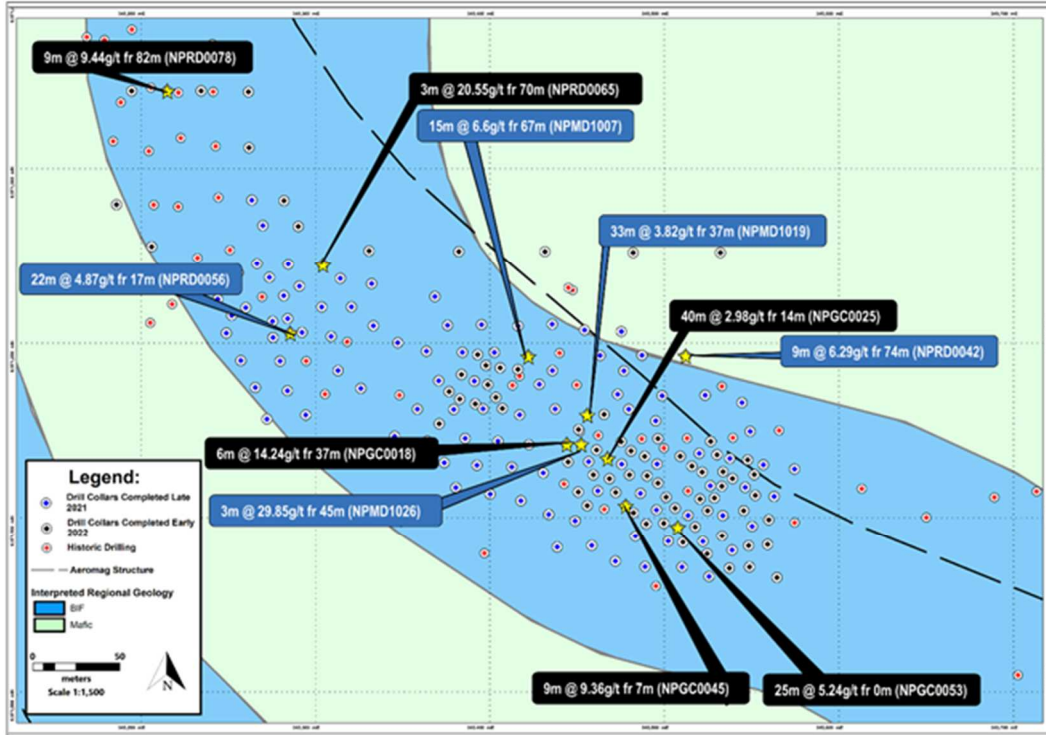 9m @ 9.44g/t fr 82m (NPRD0078)
3m @ 20.55g/t fr 70m (NPRD0065)
15m @ 6.6g/t fr 67m (NPMD1007)
33m @ 3.82g/t fr 37m (NPMD1019)
22m @ 4.87g/t fr 17m (NPRD0056)
40m @ 2.98g/t fr 14m (NPGC0025)
9m @ 6.29g/t fr 74m (NPRD0042)
6m @ 14.24g/t fr 37m (NPGC0018)
3m @ 29.85g/t fr 45m (NPMD1026)
9m @ 9.36g/t fr 7m (NPGC0045)
25m @ 5.24g/t fr 0m (NPGC0053)
Legend:
Drill Collars Completed Late
2021
Drill Collars Completed Early
2022
Historic Drilling
Aeromag Structure
Interpreted Regional Geology
BIF
Mafic
0 50
meters
Scale 1:1,500
N